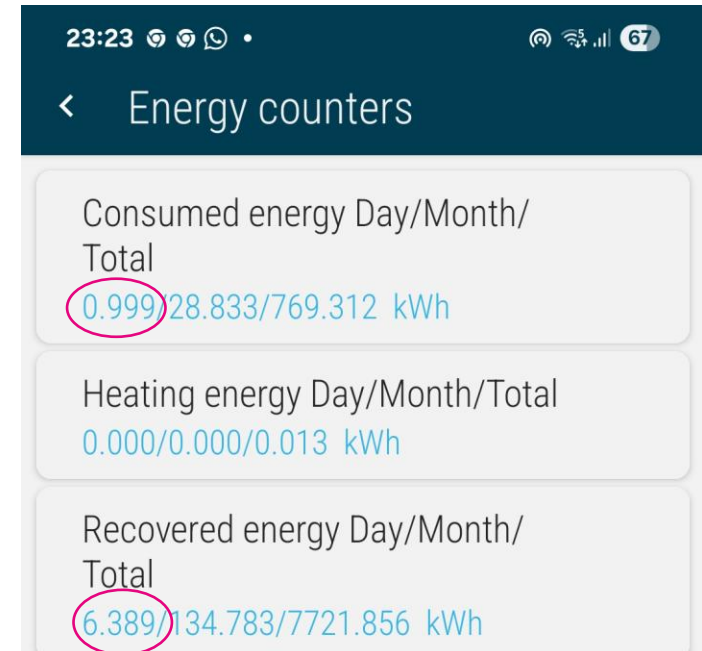 23:23
67
Energy counters
Consumed energy Day/Month/
Total
0.999/28.833/769.312 kWh
Heating energy Day/Month/Total
0.000/0.000/0.013 kWh
Recovered energy Day/Month/
Total
6.389/134.783/7721.856 kWh